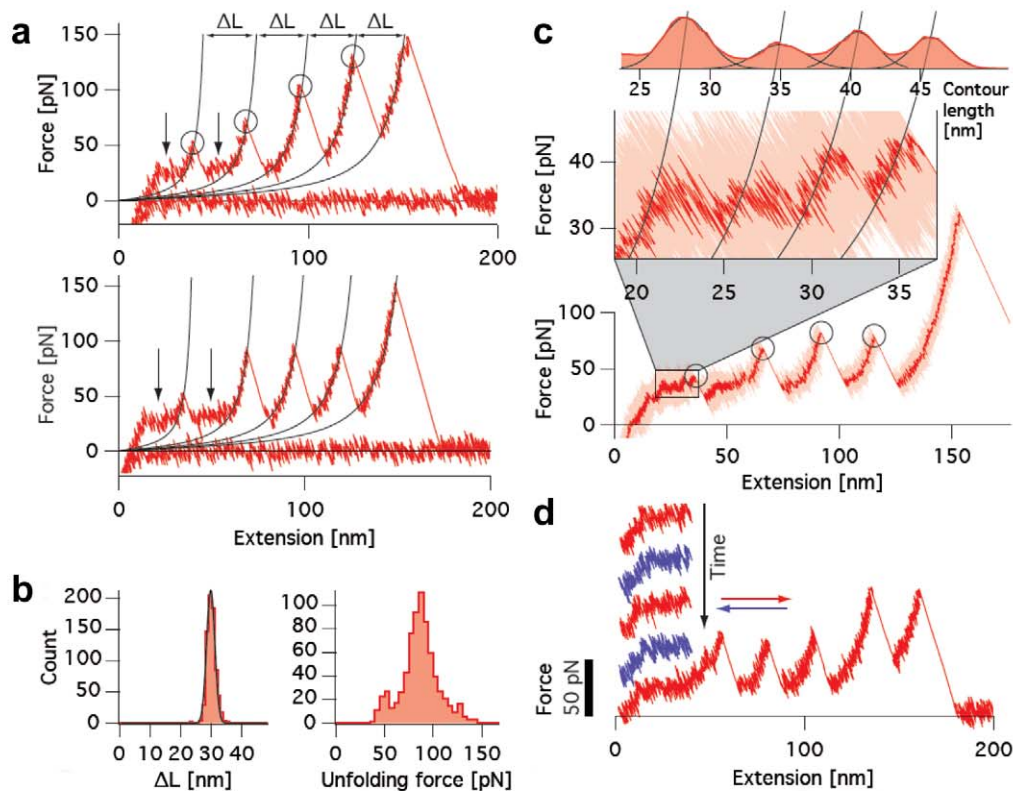 a
ΔL ΔL ΔL ΔL
150
100
50
0
Force [pN]
0 100 200
150
100
50
0
Force [pN]
0 100 200
Extension [nm]
b
200
150
100
50
0
Count
0 10 20 30 40
ΔL [nm]
100
80
60
40
20
0
0 50 100 150
Unfolding force [pN]
c
25 30 35 40 45 Contour
length
[nm]
40
30
Force [pN]
20 25 30 35
100
50
0
Force [pN]
0 50 100 150
Extension [nm]
d
Time
Force
50 pN
0 100 200
Extension [nm]